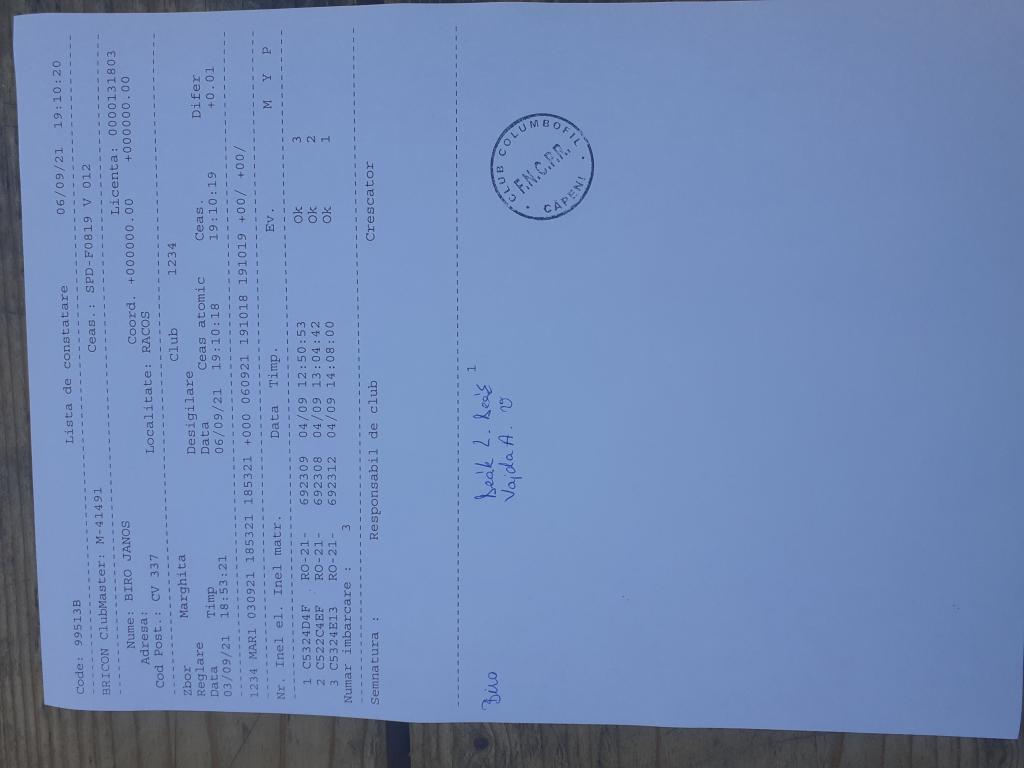 Lista de constatare 06/09/21 19:10:20
Code: 99513B Ceas.: SPD-F0819 V 012
BRICON ClubMaster: M-41491
Licenta: 0000131803
Nume: BIRO JANOS Coord. +000000.00 +000000.00
Adresa:
Cod Post.: CV 337 Localitate: RACOS
Club 1234
Zbor Marghita
Reglare Desigilare
Data Timp Data Ceas atomic Ceas. Difer
03/09/21 18:53:21 06/09/21 19:10:18 19:10:19 +0.01
1234 MAR1 030921 185321 185321 +000 060921 191018 191019 +00/ +00/
Nr. Inel el. Inel matr. Data Timp. Ev. M Y P
1 C5324D4F RO-21- 692309 04/09 12:50:53 Ok 3
2 C522C4EF RO-21- 692308 04/09 13:04:42 Ok 2
3 C5324E13 RO-21- 692312 04/09 14:08:00 Ok 1
Numar imbarcare : 3
Semnatura : Responsabil de club Crescator
Biro Deák L. Deák 1
Vajda A.
CLUB COLUMBOFIL
F.N.C.P.R.
CAPENI